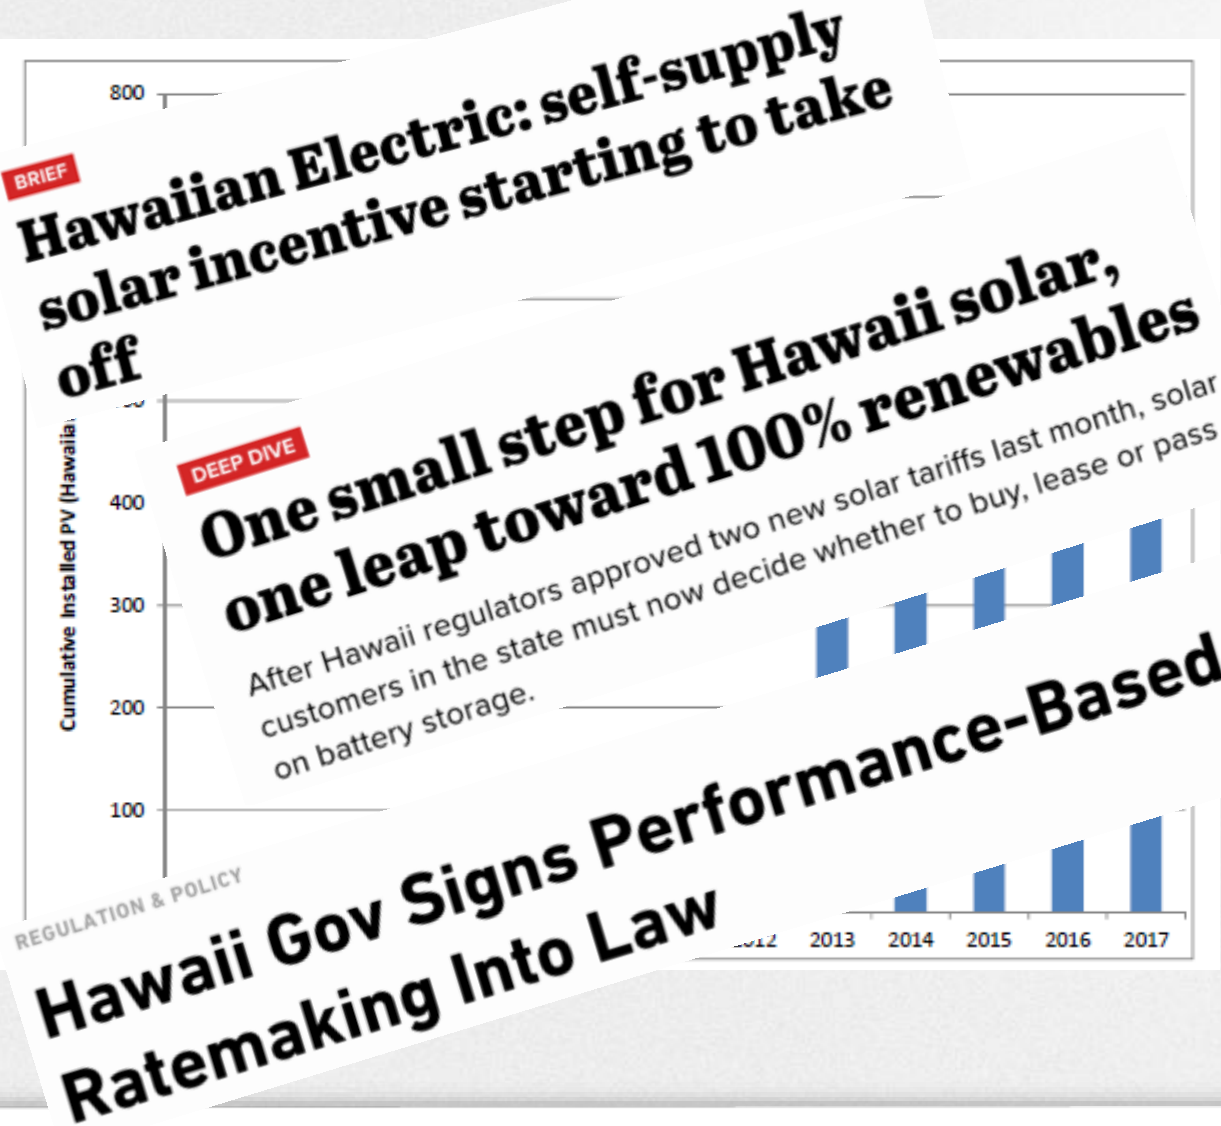 800
BRIEF
Hawaiian Electric: self-supply
solar incentive starting to take
off
DEEP DIVE
One small step for Hawaii solar,
one leap toward 100% renewables
After Hawaii regulators approved two new solar tariffs last month, solar
customers in the state must now decide whether to buy, lease or pass
on battery storage.
Cumulative Installed PV (Hawaiia
400
300
200
100
REGULATION & POLICY
Hawaii Gov Signs Performance-Based
Ratemaking Into Law
2013 2014 2015 2016 2017